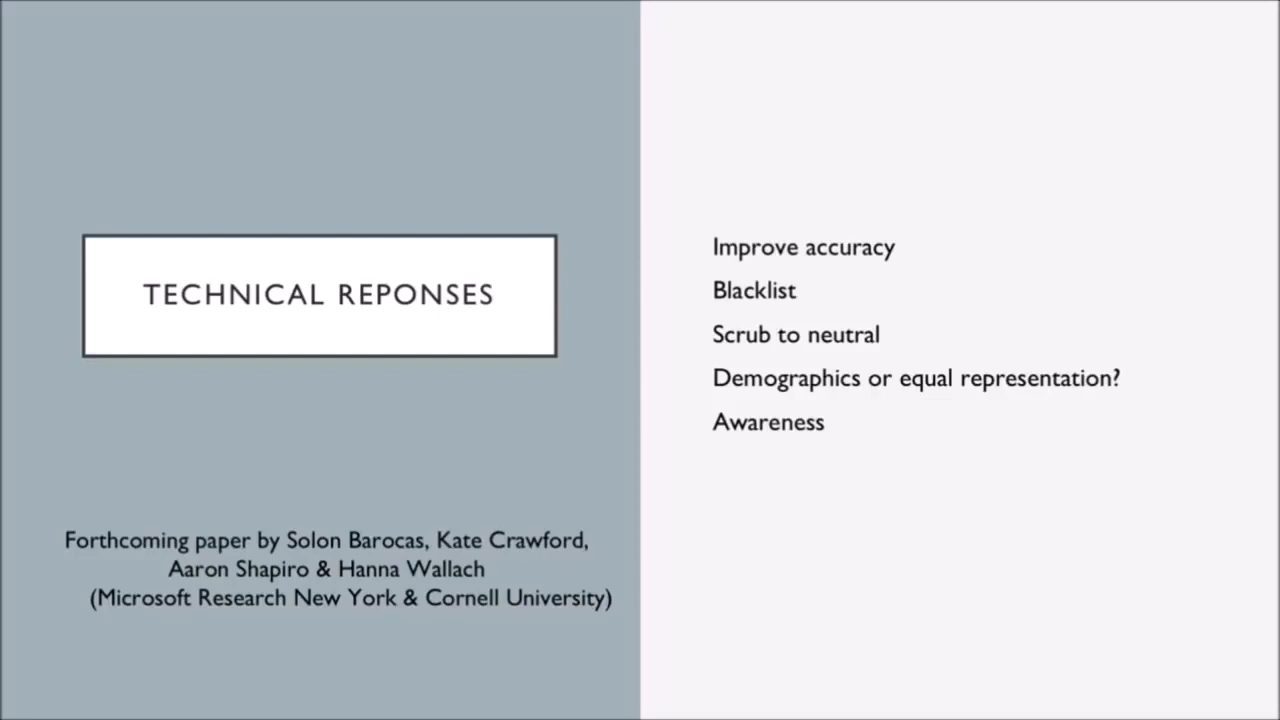 TECHNICAL REPONSES
Forthcoming paper by Solon Barocas, Kate Crawford,
Aaron Shapiro & Hanna Wallach
(Microsoft Research New York & Cornell University)
Improve accuracy
Blacklist
Scrub to neutral
Demographics or equal representation?
Awareness